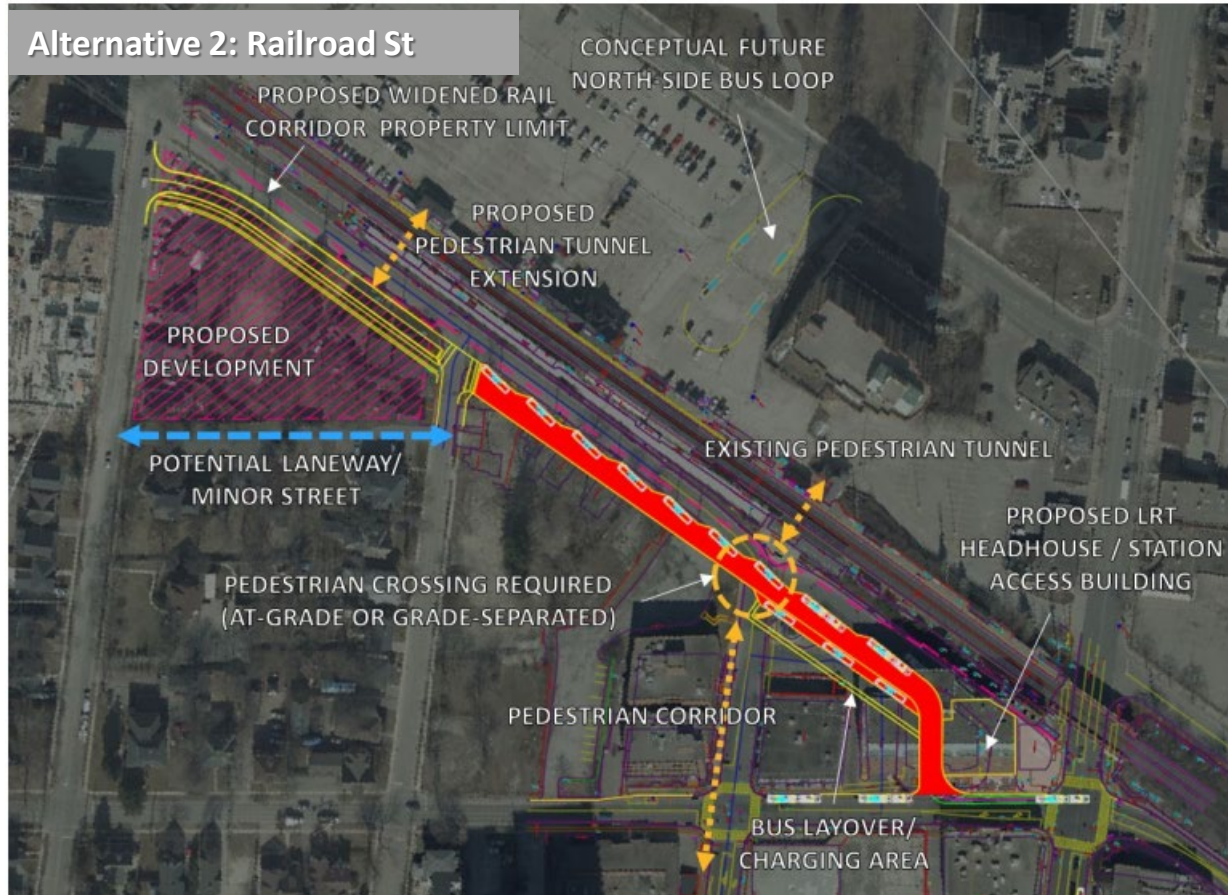 Alternative 2: Railroad St
CONCEPTUAL FUTURE
NORTH-SIDE BUS LOOP
PROPOSED WIDENED RAIL
CORRIDOR PROPERTY LIMIT
PROPOSED
PEDESTRIAN TUNNEL
EXTENSION
PROPOSED
DEVELOPMENT
POTENTIAL LANEWAY/
MINOR STREET
EXISTING PEDESTRIAN TUNNEL
PROPOSED LRT
HEADHOUSE / STATION
ACCESS BUILDING
PEDESTRIAN CROSSING REQUIRED
(AT-GRADE OR GRADE-SEPARATED)
PEDESTRIAN CORRIDOR
BUS LAYOVER/
CHARGING AREA